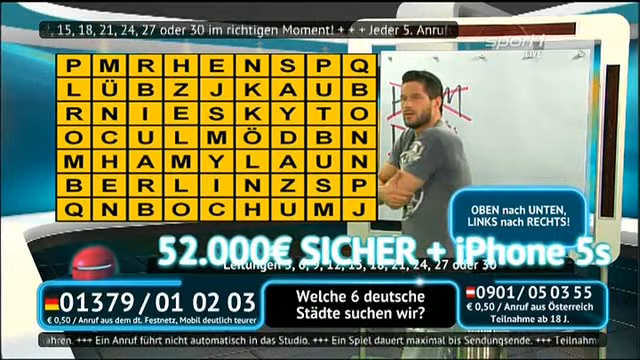 , 15, 18, 21, 24, 27 oder 30 im richtigen Moment! + + + Jeder 5. Anruf
sport1
LIVE
P M R H E N S P Q
L Ü B Z J K A U B
R N I E S K Y T O
O C U L M Ö D B N
M H A M Y L A U N
B E R L I N Z S P
Q N B O C H U M J
OBEN nach UNTEN,
LINKS nach RECHTS!
52.000€ SICHER + iPhone 5s
Leitungen 3, 6, 9, 12, 15, 18, 21, 24, 27 oder 30
01379 / 01 02 03
€ 0,50 / Anruf aus dem dt. Festnetz, Mobil deutlich teurer
Welche 6 deutsche
Städte suchen wir?
0901 / 05 03 55
€ 0,50 / Anruf aus Österreich
Teilnahme ab 18 J.
ahren. +++ Ein Anruf führt nicht automatisch in das Studio. +++ Ein Spiel dauert maximal bis Sendungsende. +++ Teilnahm